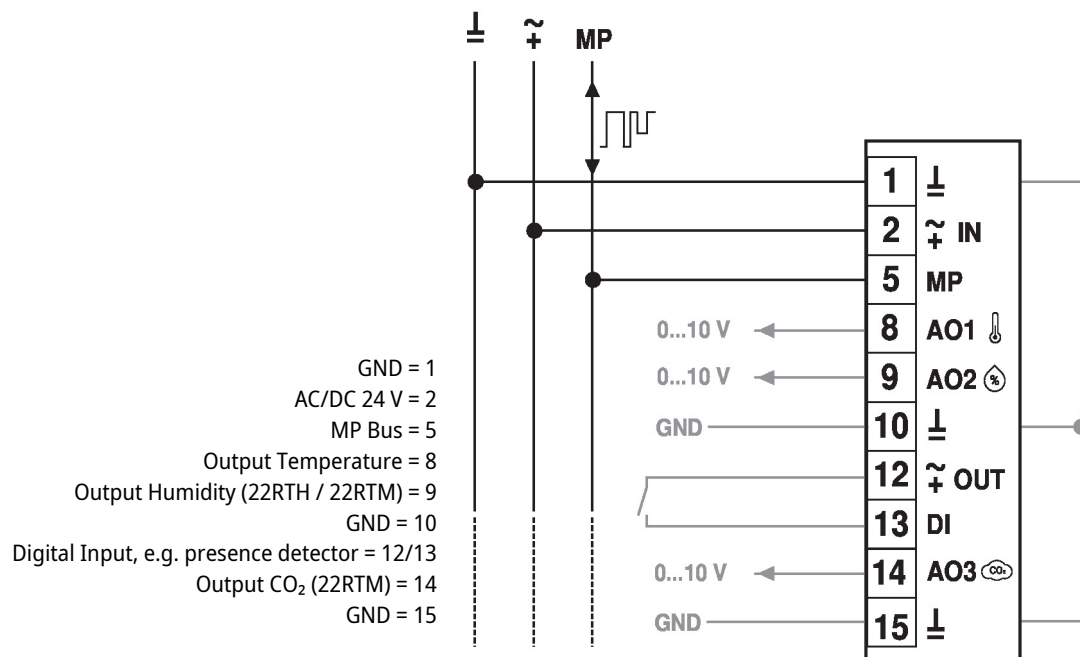 MP
1
2 IN
5 MP
0...10 V 8 AO1
0...10 V 9 AO2 %
GND 10
12 OUT
13 DI
0...10 V 14 AO3 CO₂
GND 15
GND = 1
AC/DC 24 V = 2
MP Bus = 5
Output Temperature = 8
Output Humidity (22RTH / 22RTM) = 9
GND = 10
Digital Input, e.g. presence detector = 12/13
Output CO₂ (22RTM) = 14
GND = 15